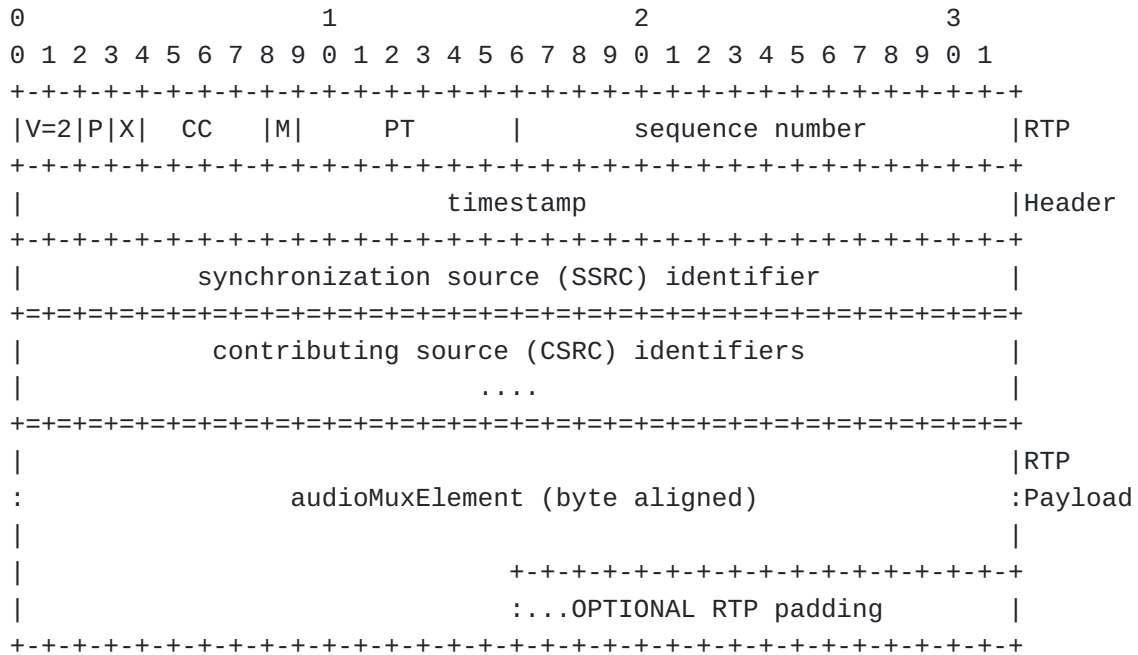 0                   1                   2                   3
0 1 2 3 4 5 6 7 8 9 0 1 2 3 4 5 6 7 8 9 0 1 2 3 4 5 6 7 8 9 0 1
+-+-+-+-+-+-+-+-+-+-+-+-+-+-+-+-+-+-+-+-+-+-+-+-+-+-+-+-+-+-+-+-+
|V=2|P|X|  CC   |M|     PT      |       sequence number         |RTP
+-+-+-+-+-+-+-+-+-+-+-+-+-+-+-+-+-+-+-+-+-+-+-+-+-+-+-+-+-+-+-+-+
|                           timestamp                           |Header
+-+-+-+-+-+-+-+-+-+-+-+-+-+-+-+-+-+-+-+-+-+-+-+-+-+-+-+-+-+-+-+-+
|           synchronization source (SSRC) identifier            |
+=+=+=+=+=+=+=+=+=+=+=+=+=+=+=+=+=+=+=+=+=+=+=+=+=+=+=+=+=+=+=+=+
|            contributing source (CSRC) identifiers             |
|                             ....                              |
+=+=+=+=+=+=+=+=+=+=+=+=+=+=+=+=+=+=+=+=+=+=+=+=+=+=+=+=+=+=+=+=+
|                                                               |RTP
:                 audioMuxElement (byte aligned)                :Payload
|                                                               |
|                               +-+-+-+-+-+-+-+-+-+-+-+-+-+-+-+-+
|                               :...OPTIONAL RTP padding        |
+-+-+-+-+-+-+-+-+-+-+-+-+-+-+-+-+-+-+-+-+-+-+-+-+-+-+-+-+-+-+-+-+